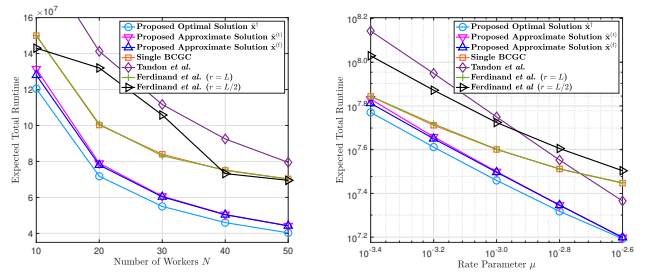 16 ×10^7
Proposed Optimal Solution x̂†
Proposed Approximate Solution x̂^(t)
Proposed Approximate Solution x̂^(f)
Single BCGC
Tandon et al.
Ferdinand et al. (r = L)
Ferdinand et al. (r = L/2)
14
12
10
8
6
4
10 20 30 40 50
Expected Total Runtime
Number of Workers N
10^8.2
Proposed Optimal Solution x̂†
Proposed Approximate Solution x̂^(t)
Proposed Approximate Solution x̂^(f)
Single BCGC
Tandon et al.
Ferdinand et al. (r = L)
Ferdinand et al. (r = L/2)
10^8.0
10^7.8
10^7.6
10^7.4
10^7.2
10^-3.4 10^-3.2 10^-3.0 10^-2.8 10^-2.6
Expected Total Runtime
Rate Parameter μ